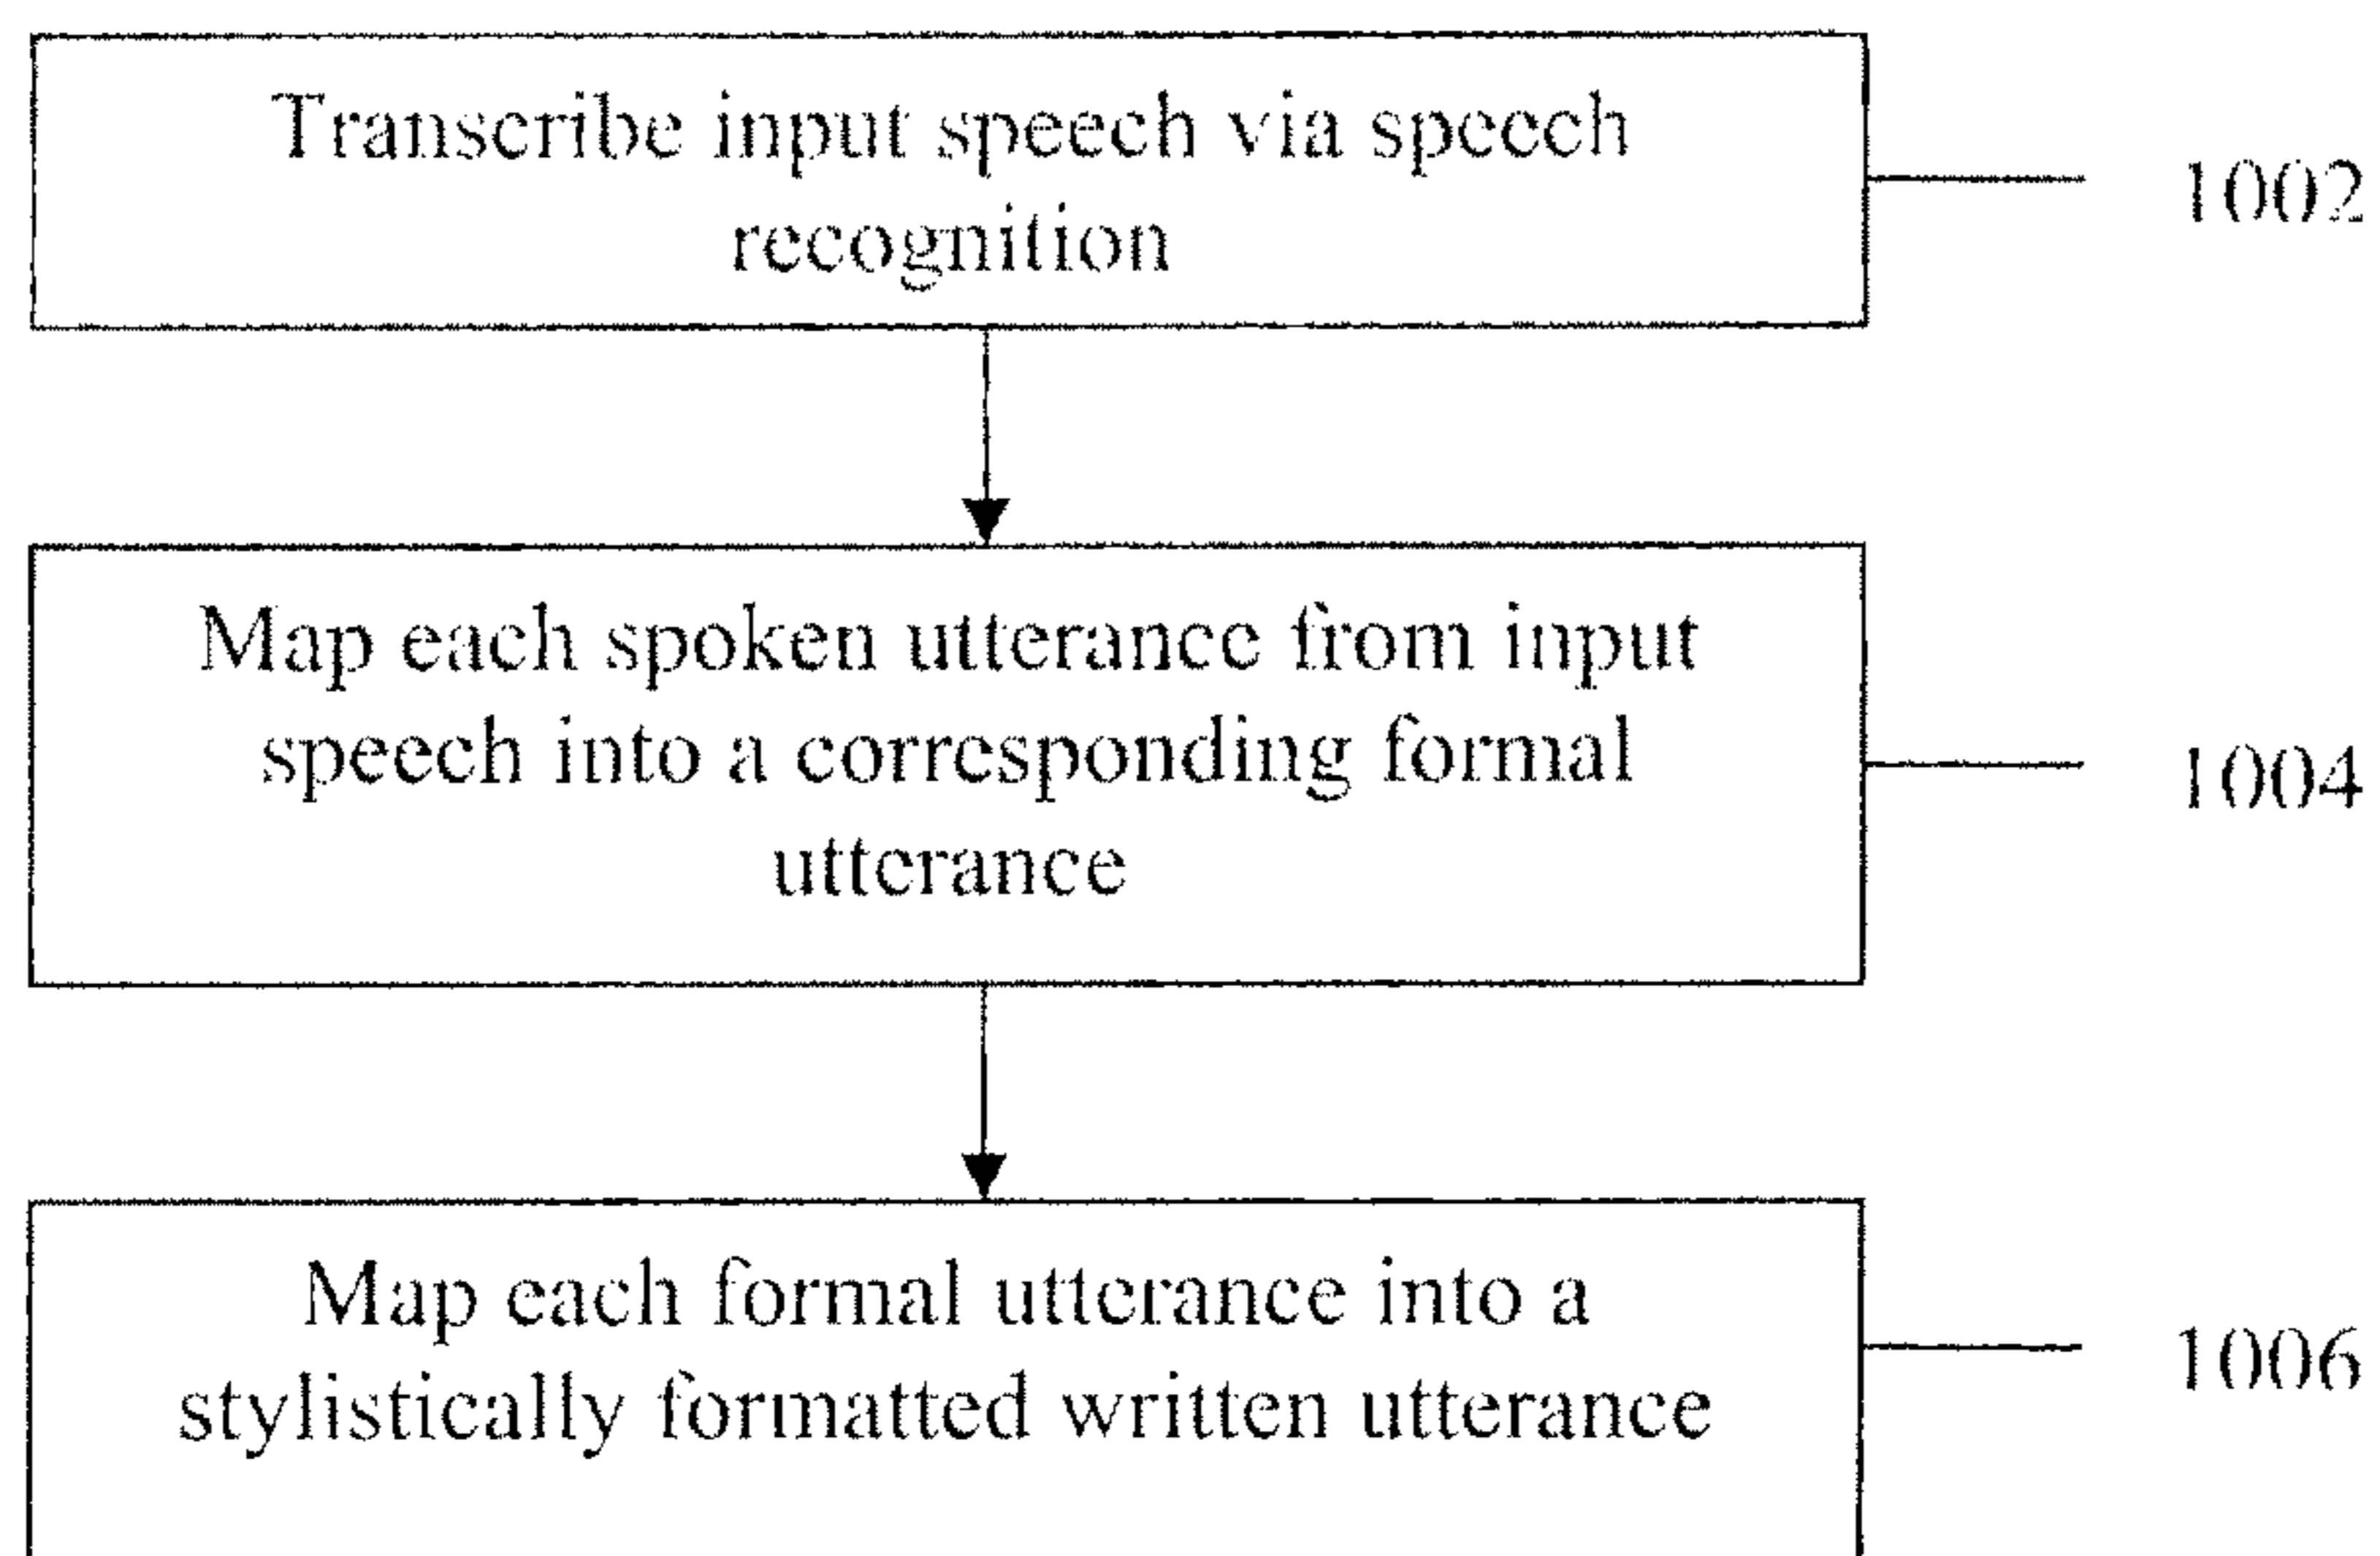 Transcribe input speech via speech
recognition
1002
Map each spoken utterance from input
speech into a corresponding formal
utterance
1004
Map each formal utterance into a
stylistically formatted written utterance
1006